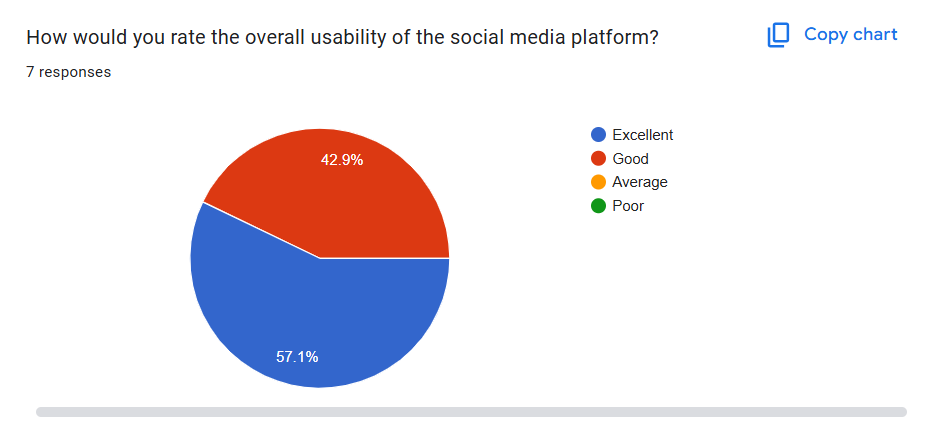 How would you rate the overall usability of the social media platform?
Copy chart
7 responses
42.9%
57.1%
Excellent
Good
Average
Poor